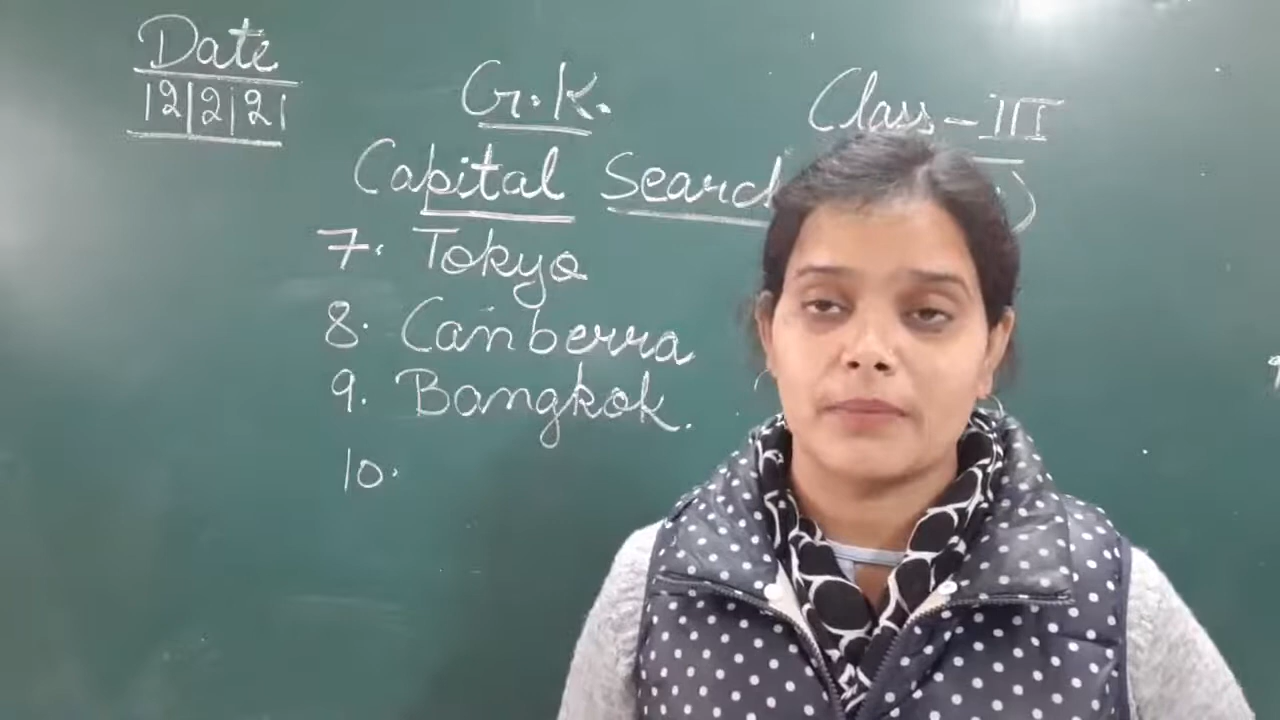 Date
12/2/21
G.K.
Class-III
Capital Search
7. Tokyo
8. Canberra
9. Bangkok.
10.